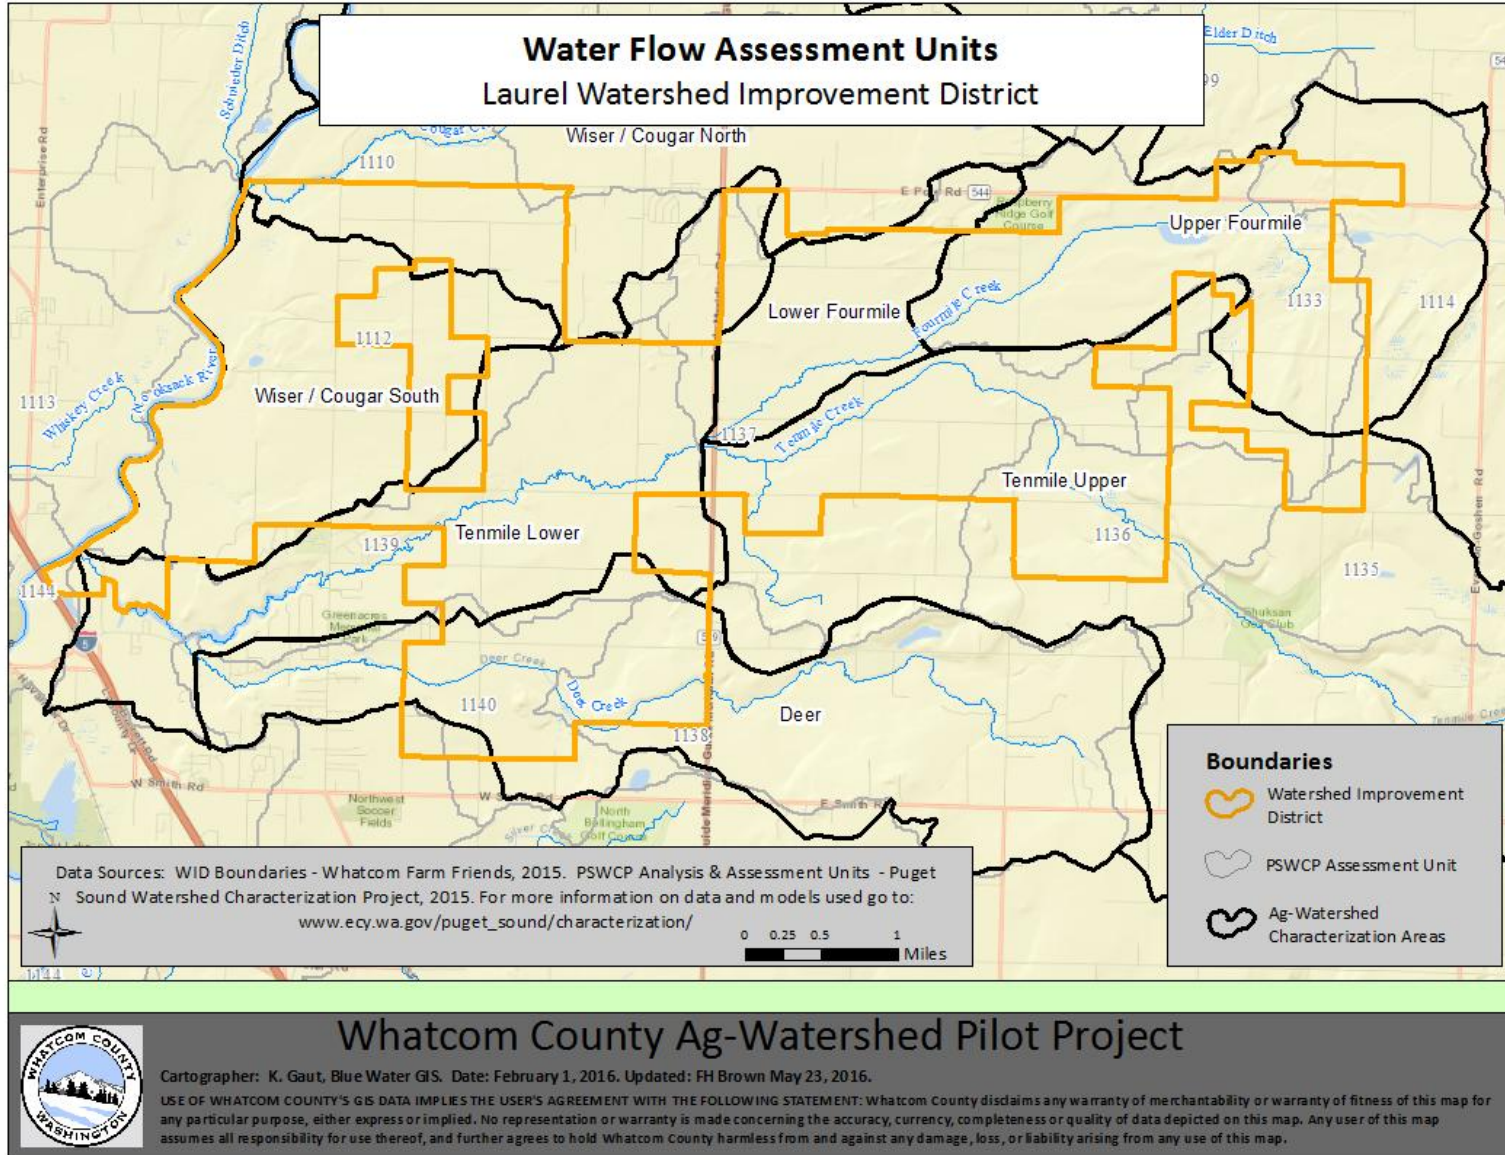 Water Flow Assessment Units
Laurel Watershed Improvement District
Schnieder Ditch
Elder Ditch
Wiser / Cougar North
1110
Enterprise Rd
E Pole Rd
544
Raspberry
Ridge Golf
Course
Upper Fourmile
1133
1114
Lower Fourmile
Fourmile Creek
1112
Wiser / Cougar South
Nooksack River
Whiskey Creek
1113
1137
Tenmile Creek
Tenmile Upper
Tenmile Lower
1139
1136
1135
1144
5
Greenacres
Park
Shuksan
Golf Club
539
Deer Creek
Deer Creek
1140
Deer
1138
W Smith Rd
E Smith Rd
Northwest
Soccer
Fields
North
Bellingham
Golf Course
Silver Creek
Boundaries
Watershed Improvement
District
PSWCP Assessment Unit
Ag-Watershed
Characterization Areas
Data Sources: WID Boundaries - Whatcom Farm Friends, 2015. PSWCP Analysis & Assessment Units - Puget
Sound Watershed Characterization Project, 2015. For more information on data and models used go to:
www.ecy.wa.gov/puget_sound/characterization/
N
0 0.25 0.5 1
Miles
1144
Whatcom County Ag-Watershed Pilot Project
WHATCOM COUNTY
WASHINGTON
Cartographer: K. Gaut, Blue Water GIS. Date: February 1, 2016. Updated: FH Brown May 23, 2016.
USE OF WHATCOM COUNTY'S GIS DATA IMPLIES THE USER'S AGREEMENT WITH THE FOLLOWING STATEMENT: Whatcom County disclaims any warranty of merchantability or warranty of fitness of this map for
any particular purpose, either express or implied. No representation or warranty is made concerning the accuracy, currency, completeness or quality of data depicted on this map. Any user of this map
assumes all responsibility for use thereof, and further agrees to hold Whatcom County harmless from and against any damage, loss, or liability arising from any use of this map.